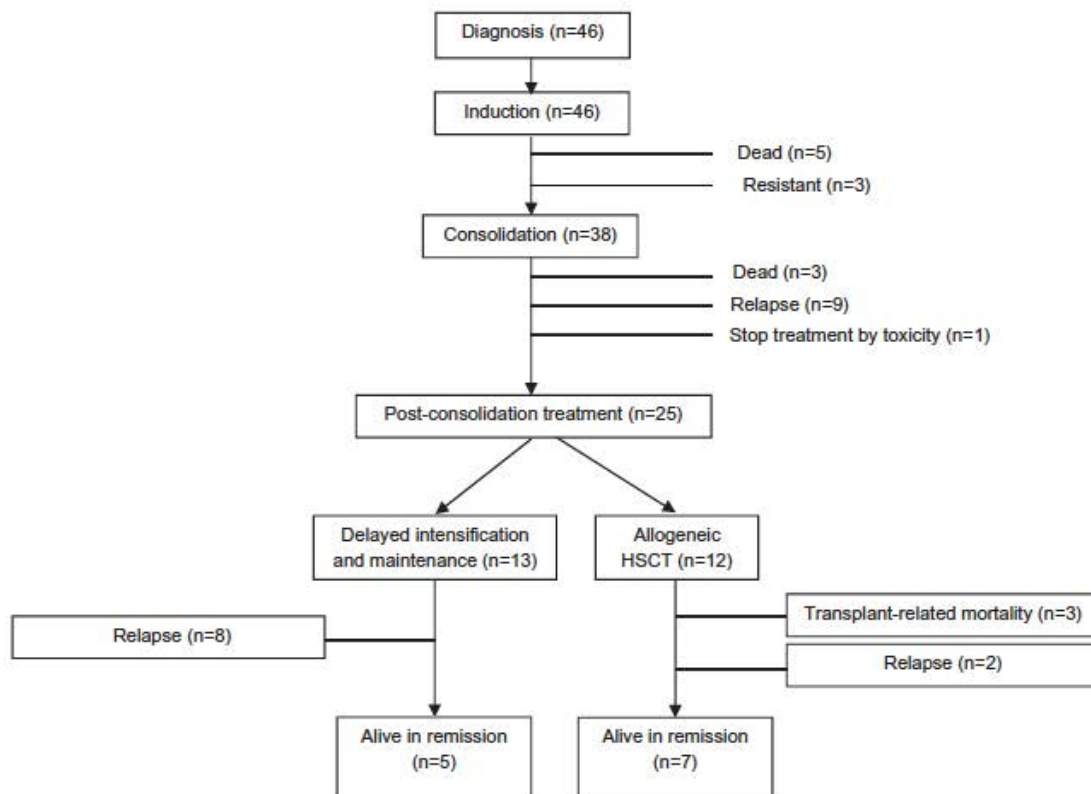 Diagnosis (n=46)
Induction (n=46)
Dead (n=5)
Resistant (n=3)
Consolidation (n=38)
Dead (n=3)
Relapse (n=9)
Stop treatment by toxicity (n=1)
Post-consolidation treatment (n=25)
Delayed intensification
and maintenance (n=13)
Allogeneic
HSCT (n=12)
Transplant-related mortality (n=3)
Relapse (n=8)
Relapse (n=2)
Alive in remission
(n=5)
Alive in remission
(n=7)